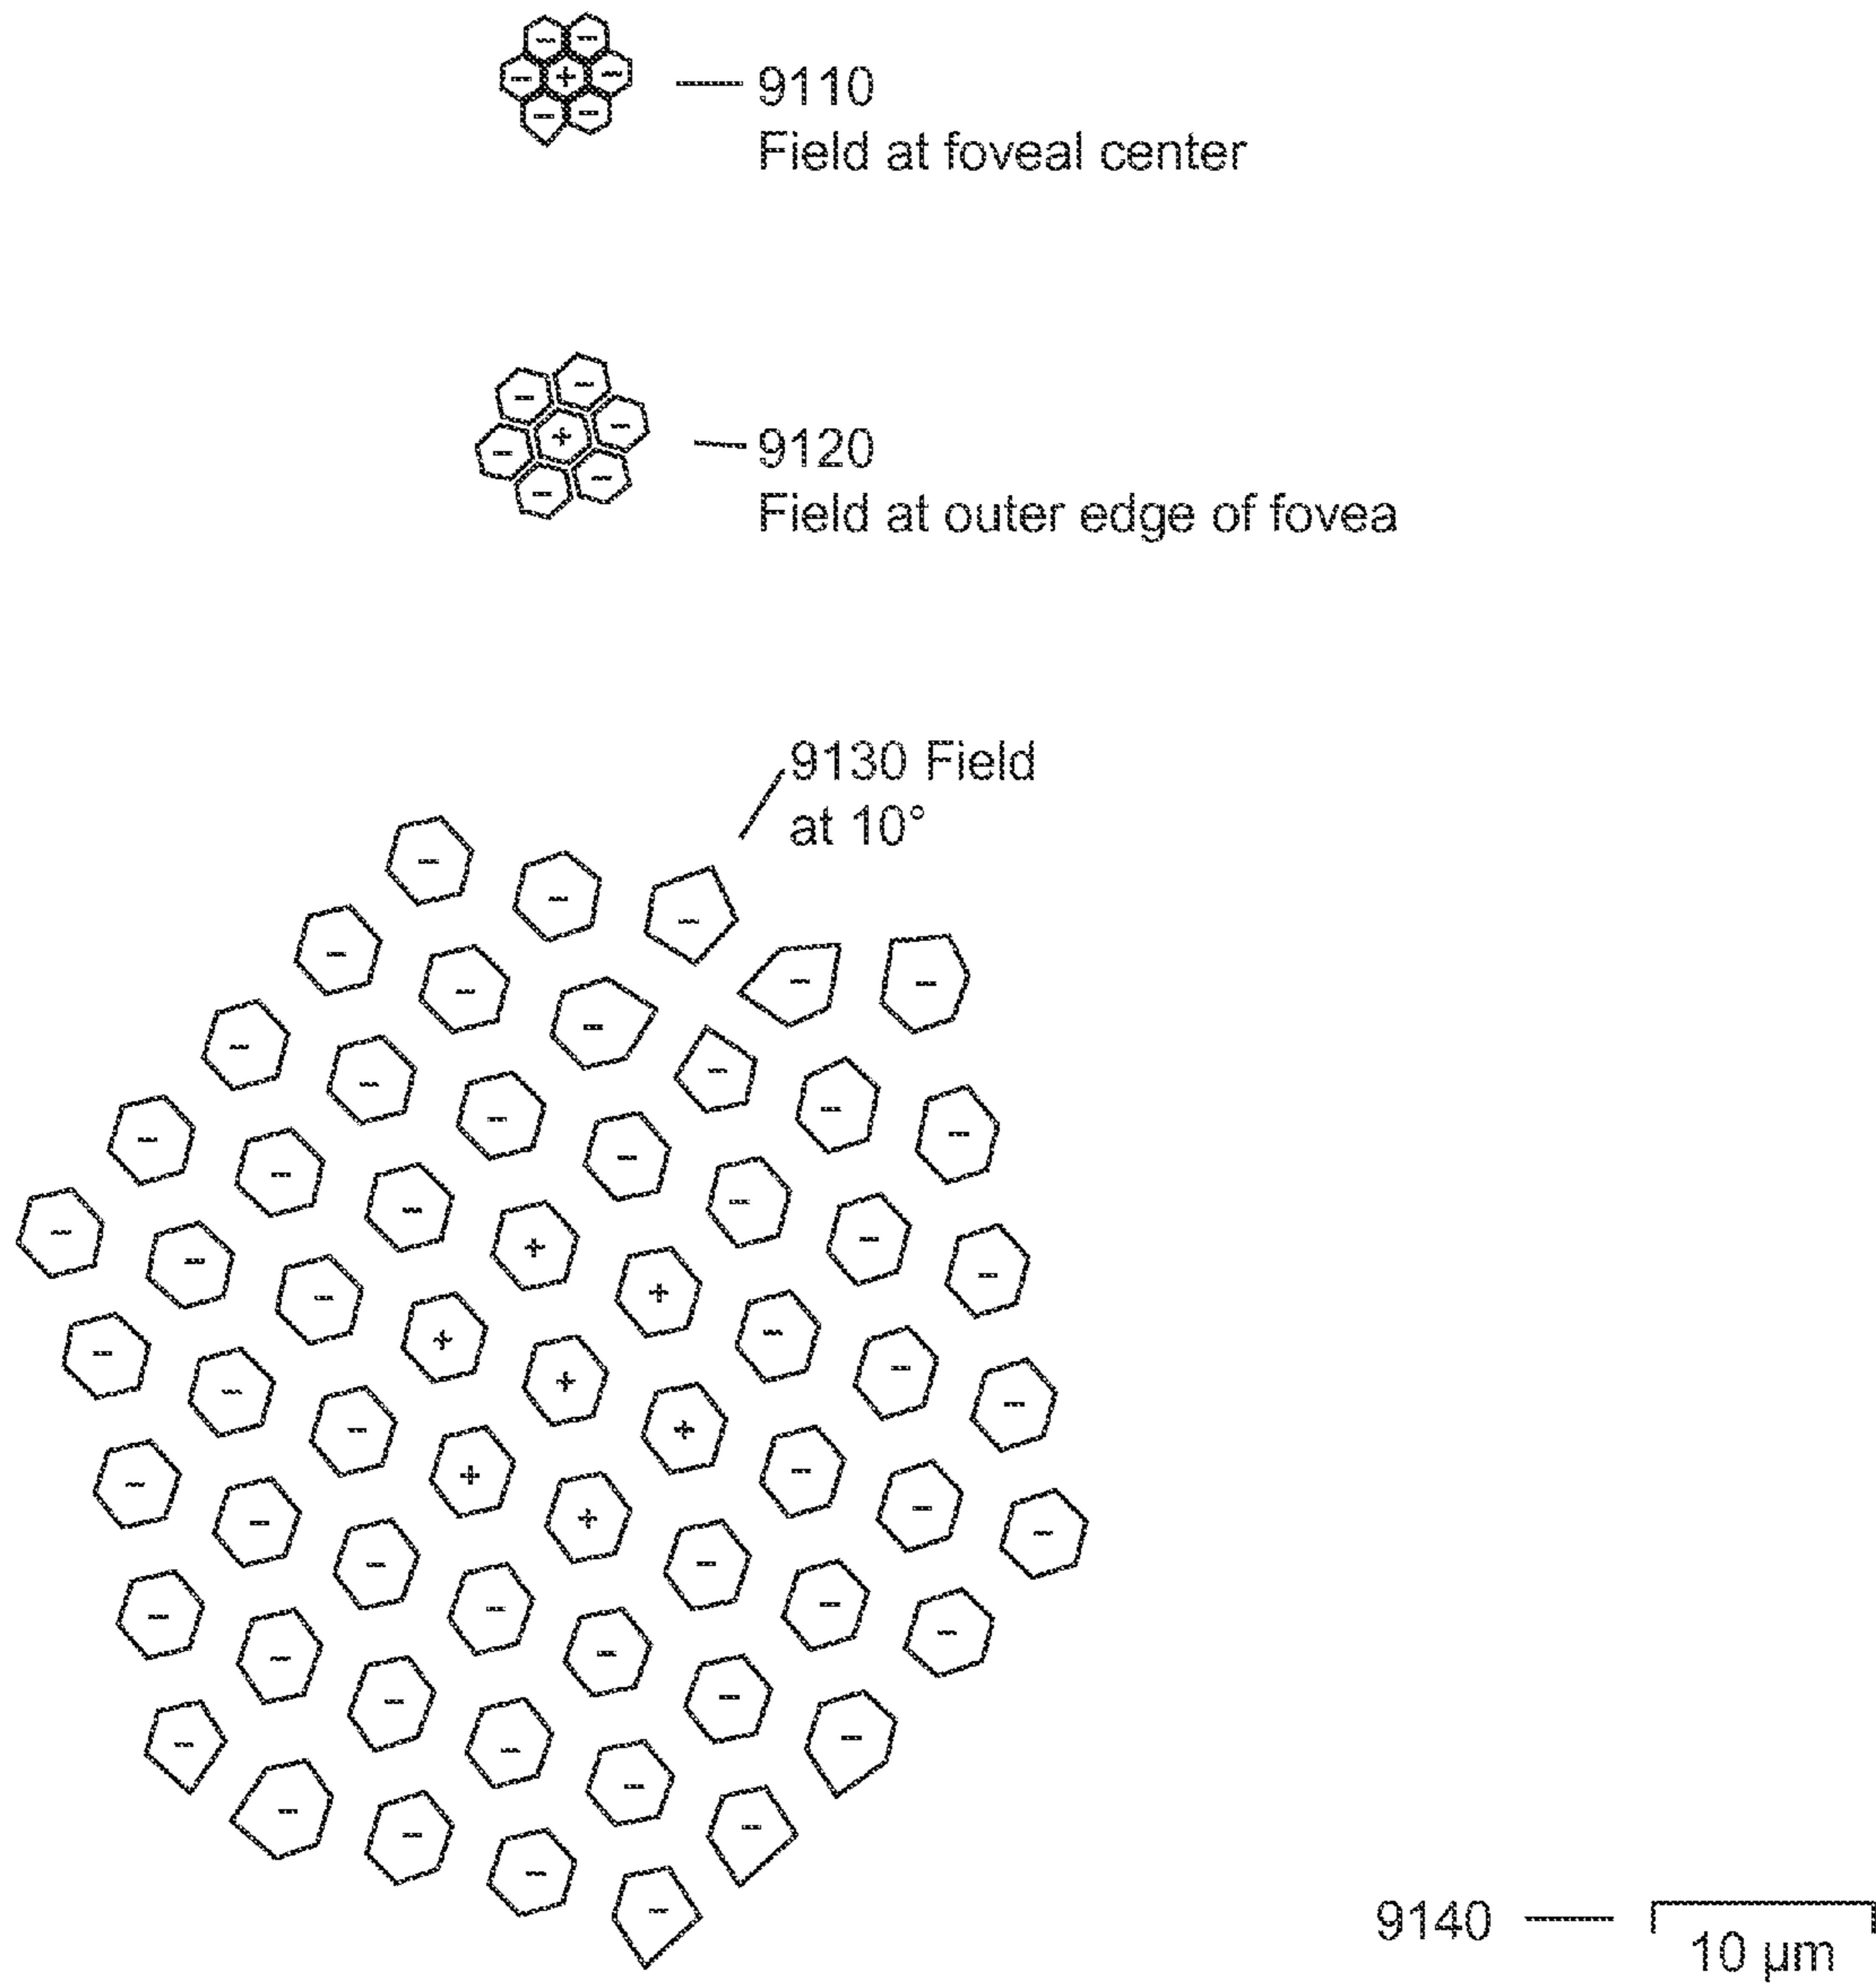 9110
Field at foveal center
9120
Field at outer edge of fovea
9130 Field
at 10°
9140
10 µm